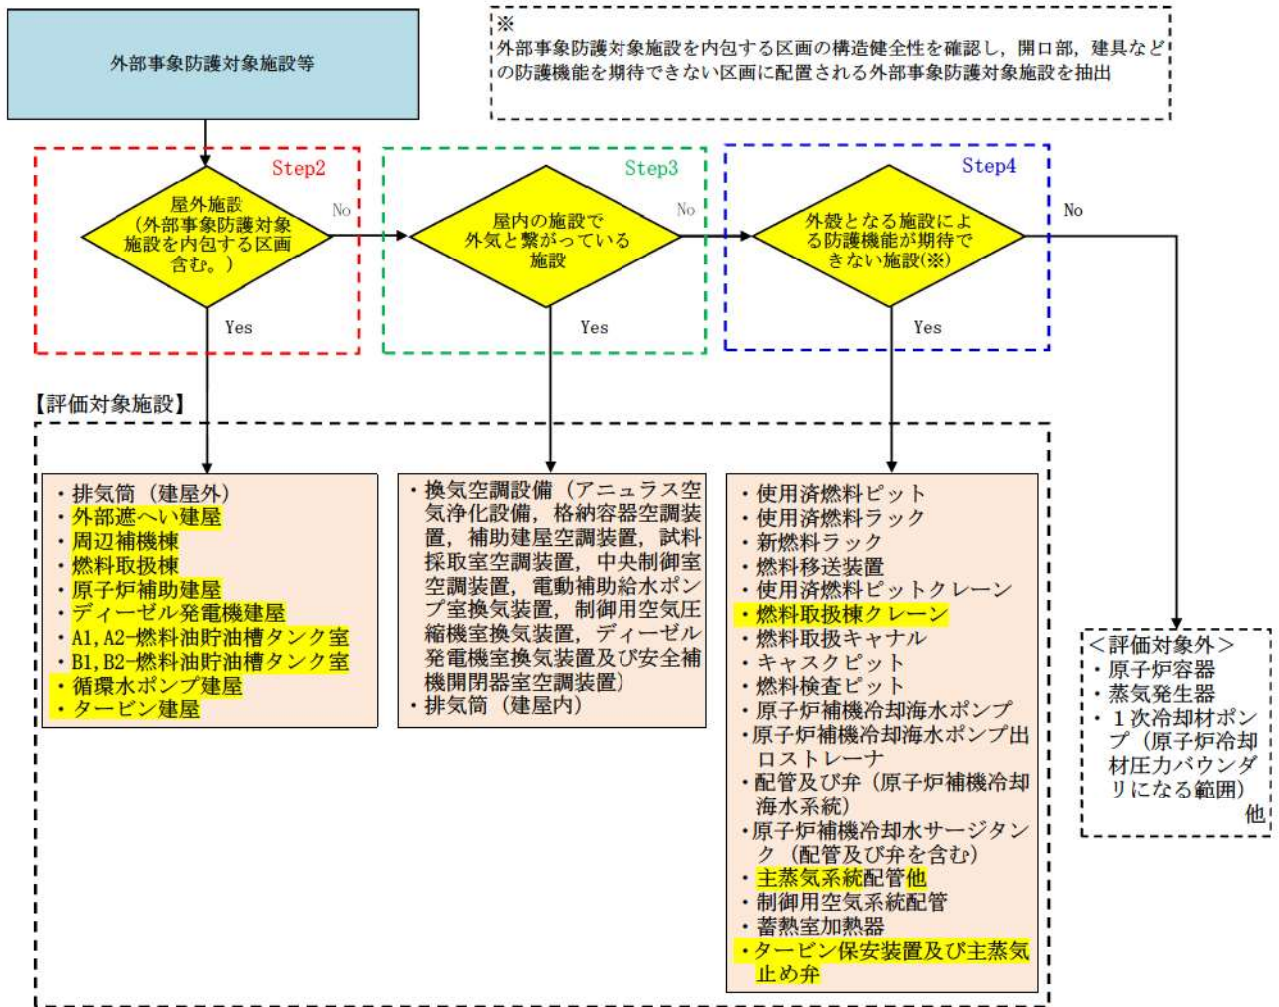 外部事象防護対象施設等
※
外部事象防護対象施設を内包する区画の構造健全性を確認し，開口部，建具など
の防護機能を期待できない区画に配置される外部事象防護対象施設を抽出
Step2
屋外施設
(外部事象防護対象
施設を内包する区画
含む。)
No
Yes
Step3
屋内の施設で
外気と繋がっている
施設
No
Yes
Step4
外殻となる施設によ
る防護機能が期待で
きない施設(※)
No
Yes
【評価対象施設】
・排気筒（建屋外）
・外部遮へい建屋
・周辺補機棟
・燃料取扱棟
・原子炉補助建屋
・ディーゼル発電機建屋
・A1,A2-燃料油貯油槽タンク室
・B1,B2-燃料油貯油槽タンク室
・循環水ポンプ建屋
・タービン建屋
・換気空調設備（アニュラス空
気浄化設備，格納容器空調装
置，補助建屋空調装置，試料
採取室空調装置，中央制御室
空調装置，電動補助給水ポン
プ室換気装置，制御用空気圧
縮機室換気装置，ディーゼル
発電機室換気装置及び安全補
機開閉器室空調装置）
・排気筒（建屋内）
・使用済燃料ピット
・使用済燃料ラック
・新燃料ラック
・燃料移送装置
・使用済燃料ピットクレーン
・燃料取扱棟クレーン
・燃料取扱キャナル
・キャスクピット
・燃料検査ピット
・原子炉補機冷却海水ポンプ
・原子炉補機冷却海水ポンプ出
口ストレーナ
・配管及び弁（原子炉補機冷却
海水系統）
・原子炉補機冷却水サージタン
ク（配管及び弁を含む）
・主蒸気系統配管他
・制御用空気系統配管
・蓄熱室加熱器
・タービン保安装置及び主蒸気
止め弁
＜評価対象外＞
・原子炉容器
・蒸気発生器
・１次冷却材ポン
プ（原子炉冷却
材圧力バウンダ
リになる範囲）
他